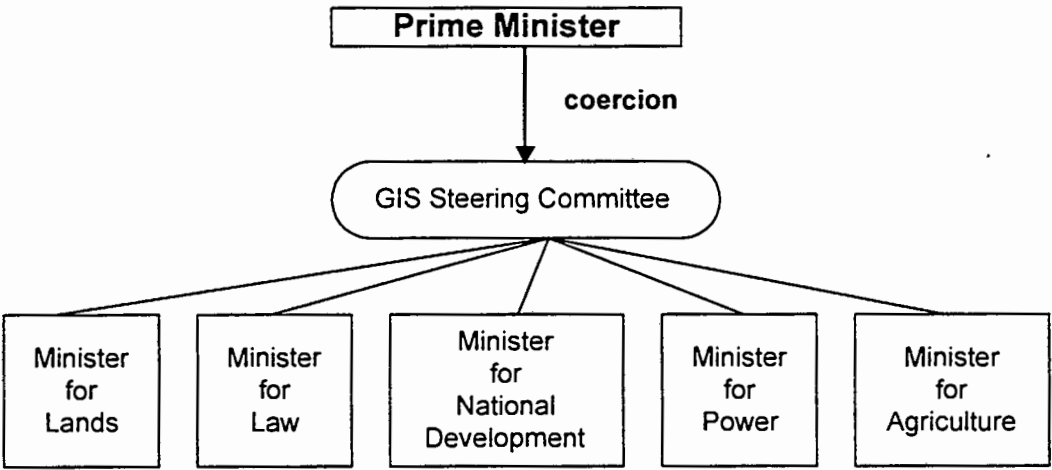 Prime Minister
coercion
GIS Steering Committee
Minister
for
Lands
Minister
for
Law
Minister
for
National
Development
Minister
for
Power
Minister
for
Agriculture